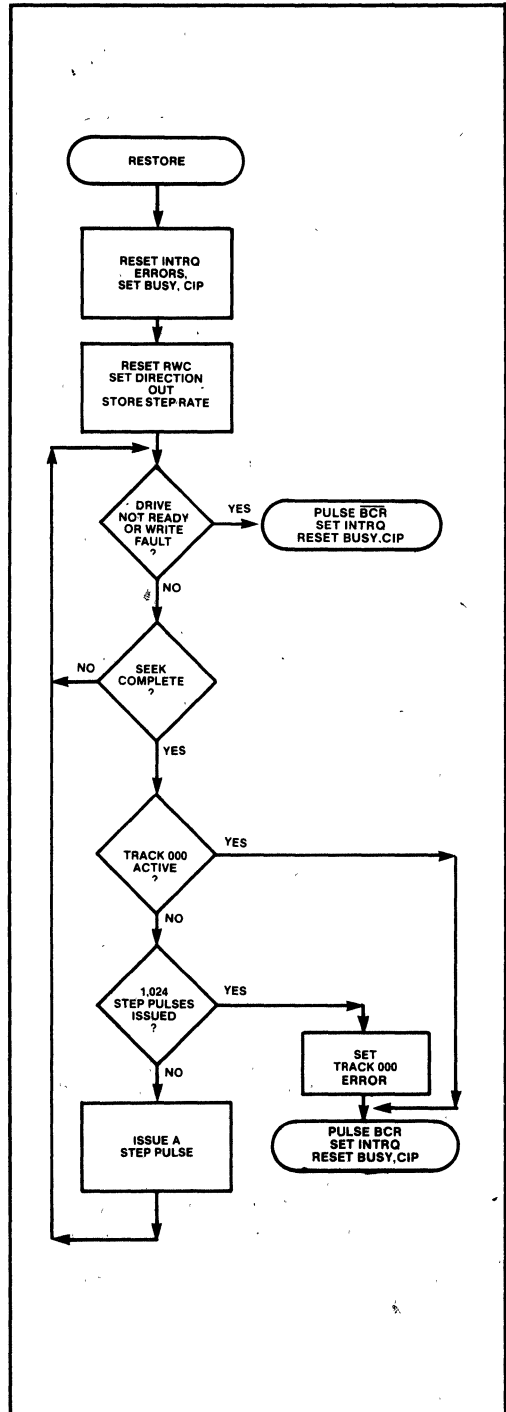 RESTORE
RESET INTRQ
ERRORS,
SET BUSY, CIP
RESET RWC
SET DIRECTION
OUT
STORE STEP RATE
DRIVE
NOT READY
OR WRITE
FAULT
?
YES
PULSE BCR
SET INTRQ
RESET BUSY.CIP
NO
NO
SEEK
COMPLETE
?
YES
TRACK 000
ACTIVE
?
YES
NO
1,024
STEP PULSES
ISSUED
?
YES
SET
TRACK 000
ERROR
NO
ISSUE A
STEP PULSE
PULSE BCR
SET INTRQ
RESET BUSY,CIP